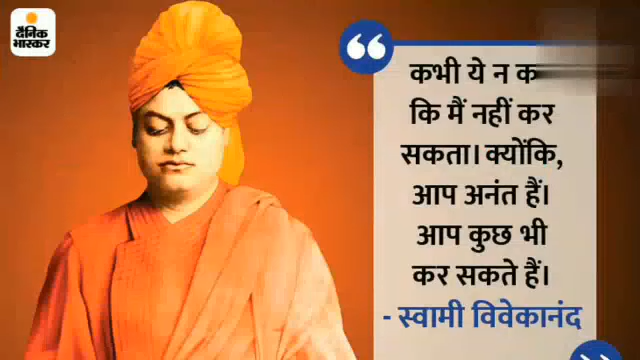 दैनिक
भास्कर
कभी ये न
कि मैं नहीं कर
सकता। क्योंकि,
आप अनंत हैं।
आप कुछ भी
कर सकते हैं।
- स्वामी विवेकानंद